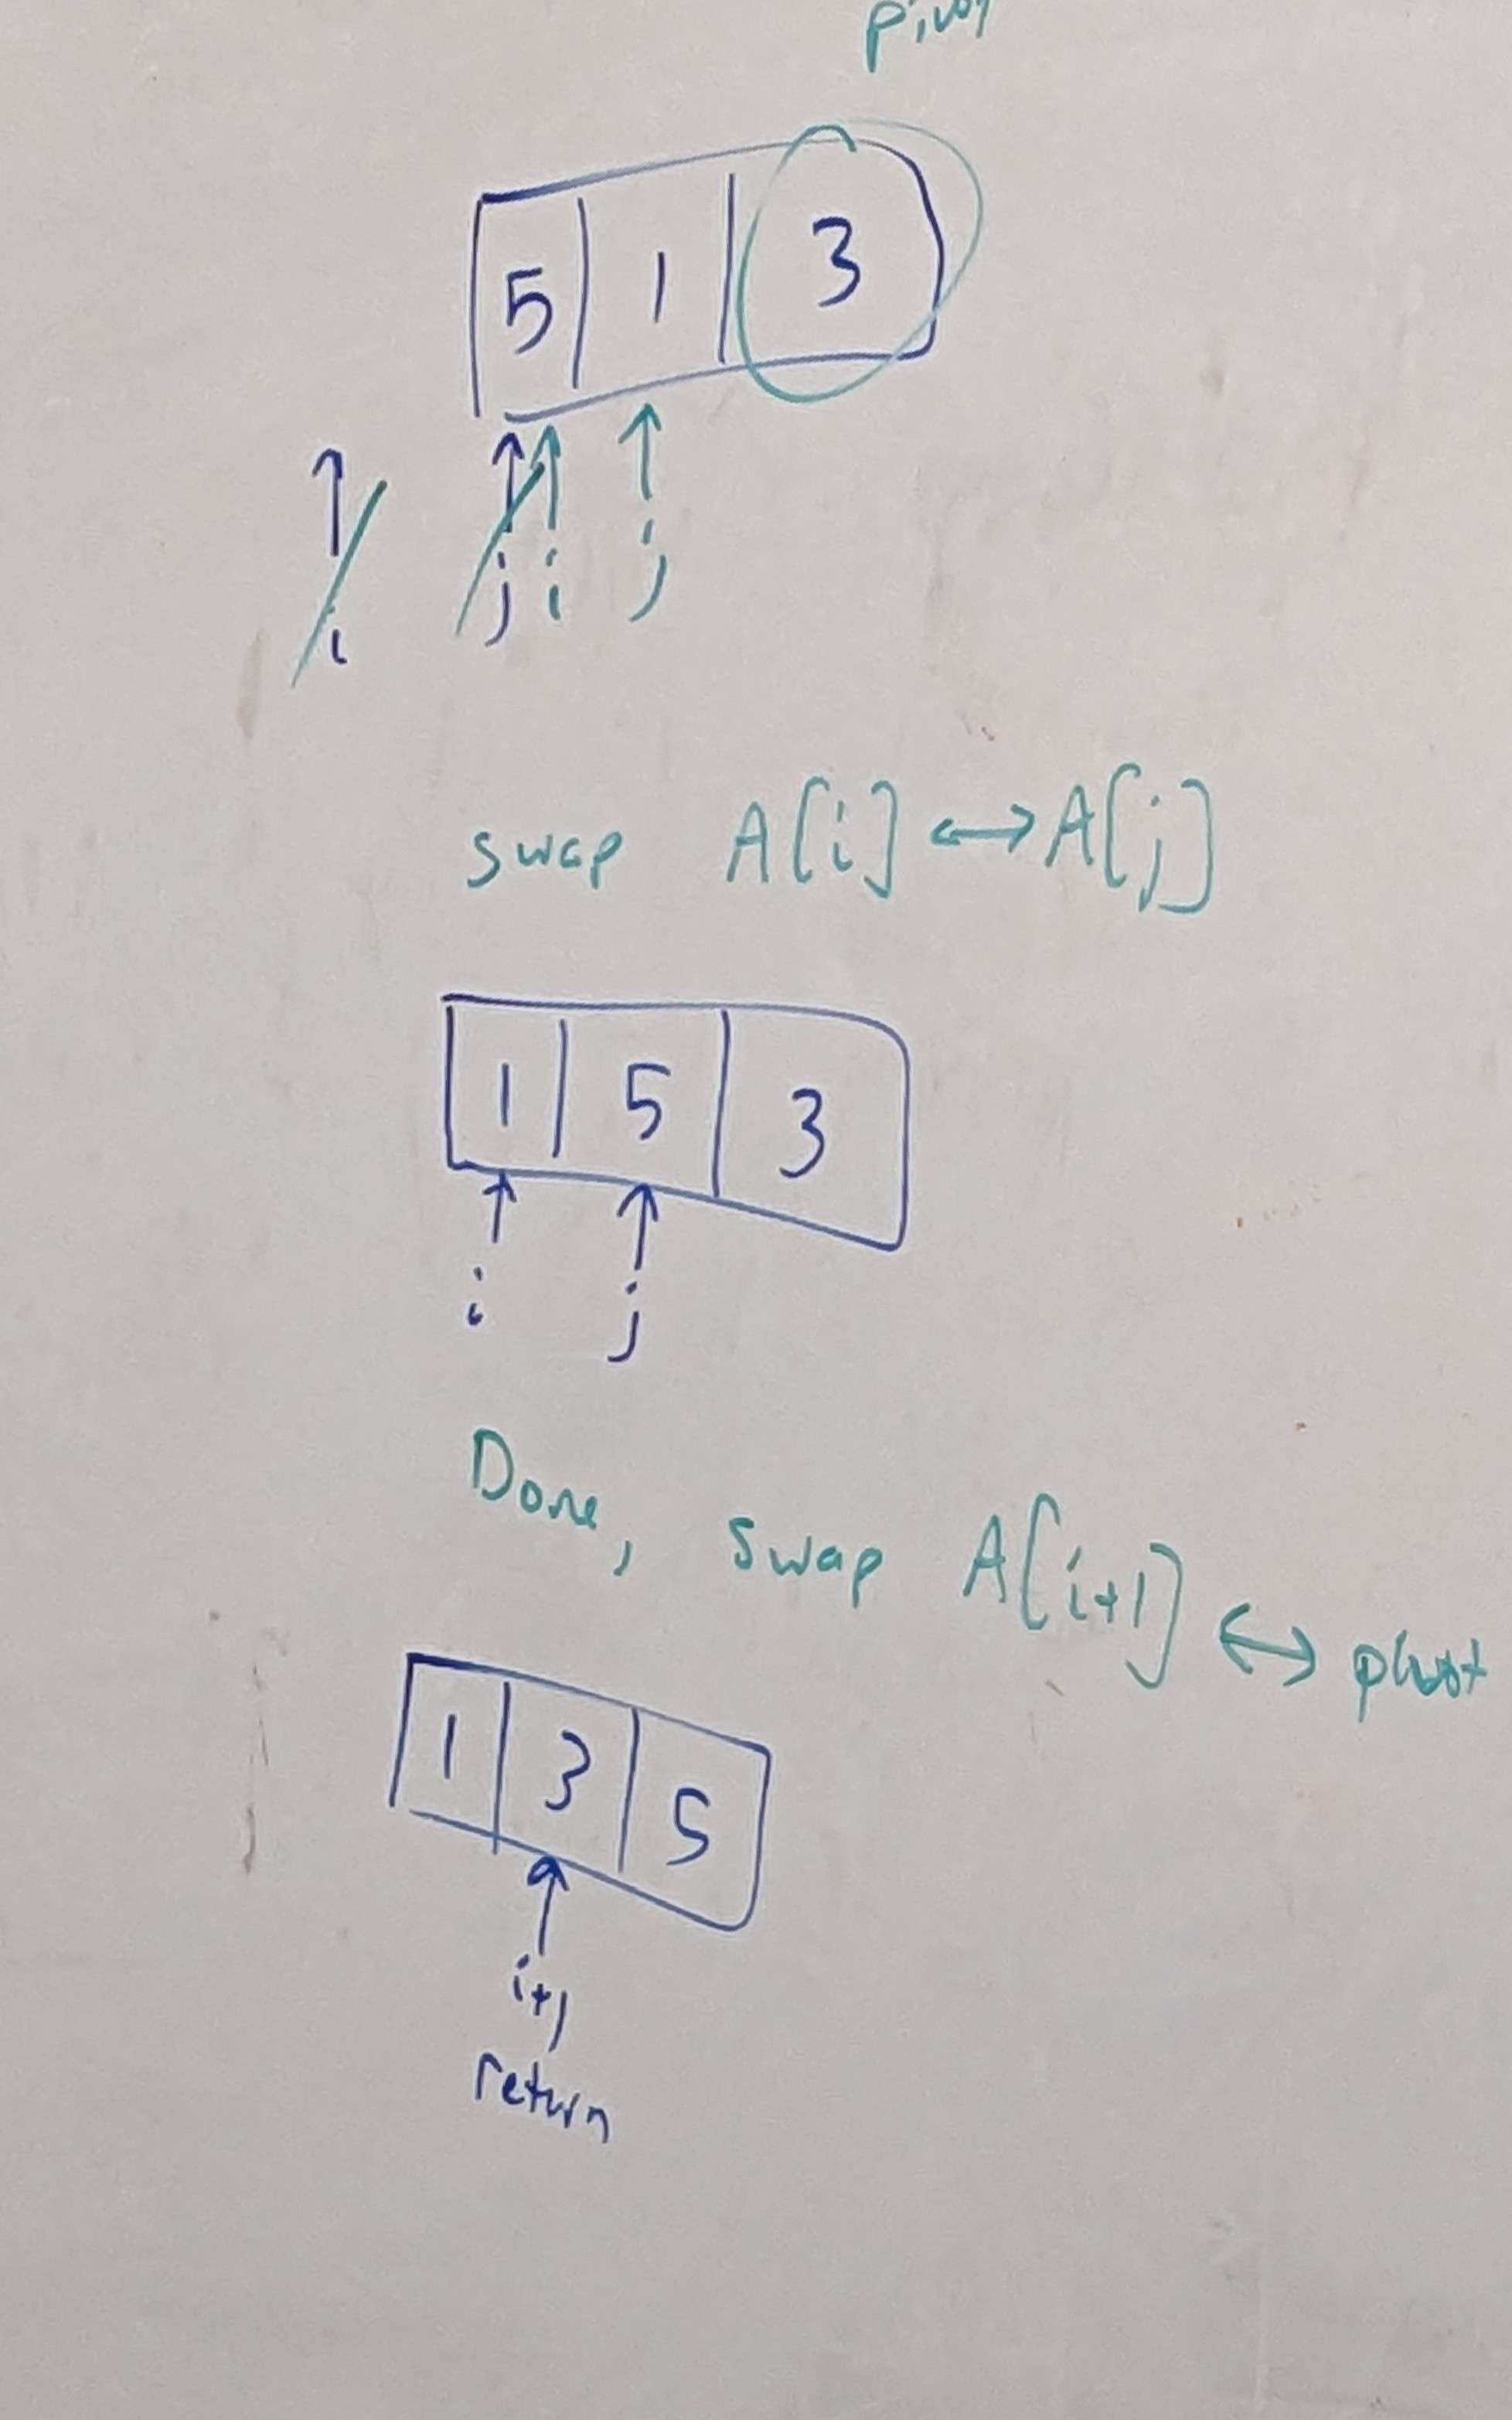 pivot
5 1 3
i j i j
swap A[i] ↔ A[j]
1 5 3
i j
Done, swap A[i+1] ↔ pivot
1 3 5
i+1
return